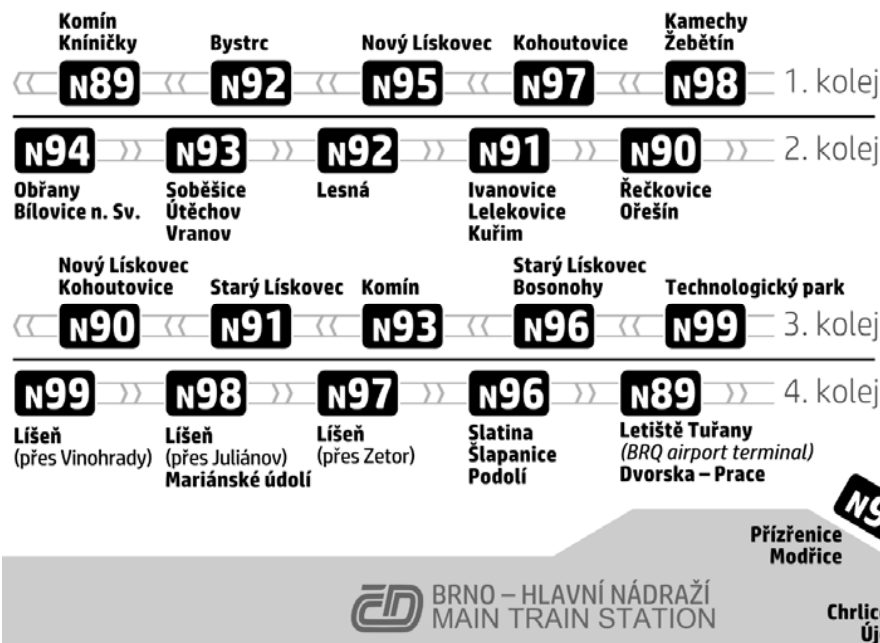 Komín
Kníničky
Bystrc
Nový Lískovec
Kohoutovice
Kamechy
Žebětín
N89 N92 N95 N97 N98 1. kolej
N94 N93 N92 N91 N90 2. kolej
Obřany
Bílovice n. Sv.
Soběšice
Útěchov
Vranov
Lesná
Ivanovice
Lelekovice
Kuřim
Řečkovice
Ořešín
Nový Lískovec
Kohoutovice
Starý Lískovec
Komín
Starý Lískovec
Bosonohy
Technologický park
N90 N91 N93 N96 N99 3. kolej
N99 N98 N97 N96 N89 4. kolej
Líšeň
(přes Vinohrady)
Líšeň
(přes Juliánov)
Mariánské údolí
Líšeň
(přes Zetor)
Slatina
Šlapanice
Podolí
Letiště Tuřany
(BRQ airport terminal)
Dvorska – Prace
Přízřenice
Modřice
ČD
BRNO – HLAVNÍ NÁDRAŽÍ
MAIN TRAIN STATION